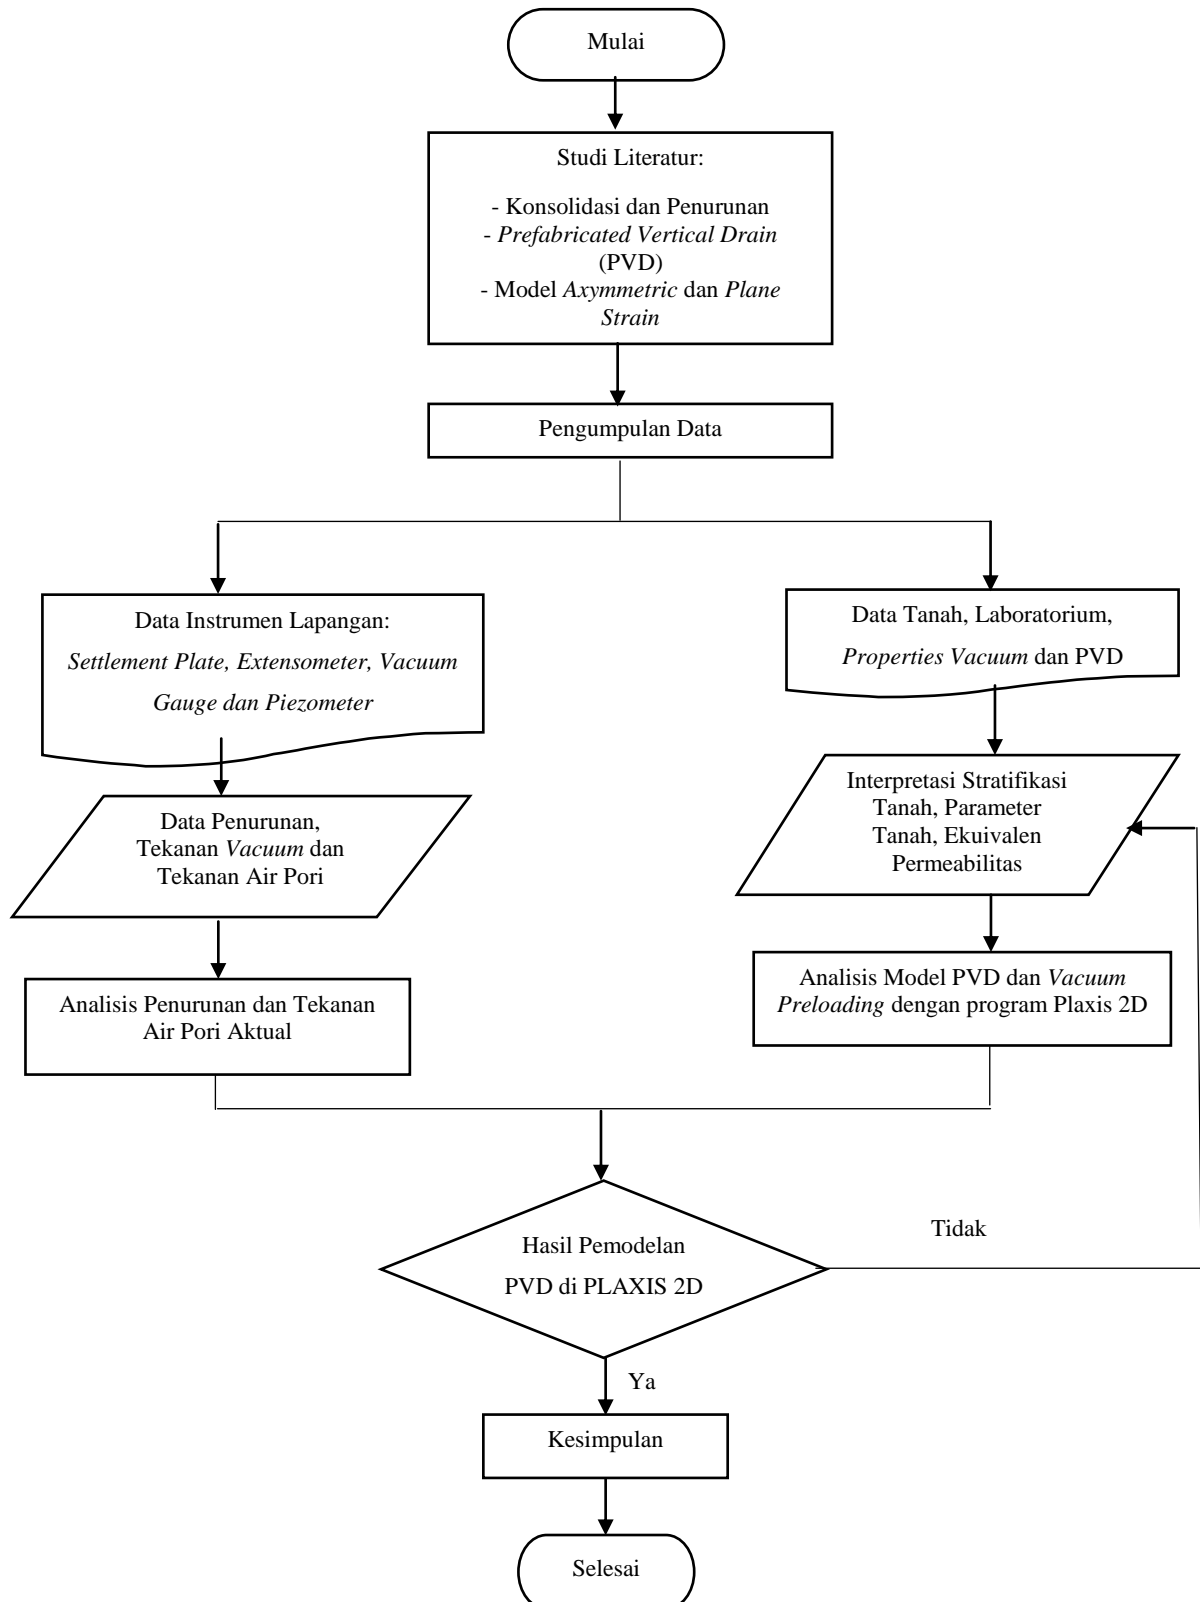 Mulai
Studi Literatur:
- Konsolidasi dan Penurunan
- Prefabricated Vertical Drain
(PVD)
- Model Axymmetric dan Plane
Strain
Pengumpulan Data
Data Instrumen Lapangan:
Settlement Plate, Extensometer, Vacuum
Gauge dan Piezometer
Data Tanah, Laboratorium,
Properties Vacuum dan PVD
Data Penurunan,
Tekanan Vacuum dan
Tekanan Air Pori
Interpretasi Stratifikasi
Tanah, Parameter
Tanah, Ekuivalen
Permeabilitas
Analisis Penurunan dan Tekanan
Air Pori Aktual
Analisis Model PVD dan Vacuum
Preloading dengan program Plaxis 2D
Hasil Pemodelan
PVD di PLAXIS 2D
Tidak
Ya
Kesimpulan
Selesai